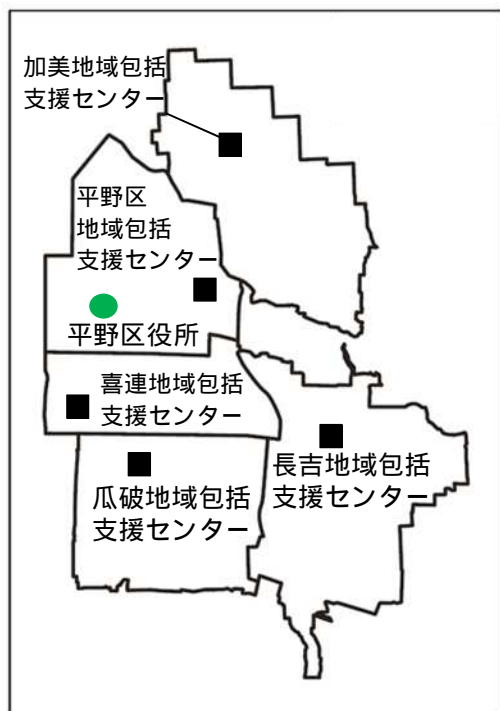 加美地域包括
支援センター
平野区
地域包括
支援センター
平野区役所
喜連地域包括
支援センター
長吉地域包括
支援センター
瓜破地域包括
支援センター